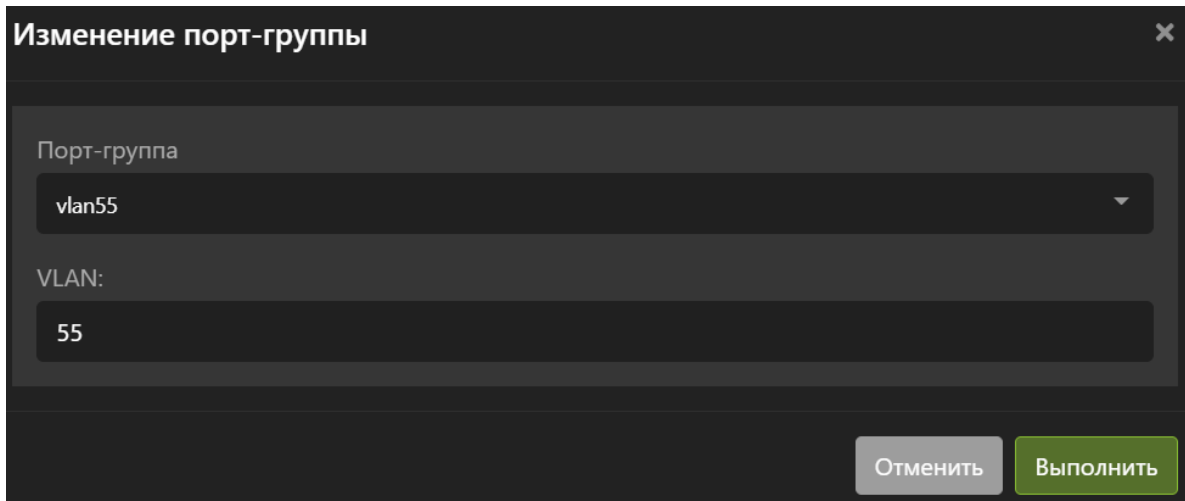 Изменение порт-группы
Порт-группа
vlan55
VLAN:
55
Отменить Выполнить